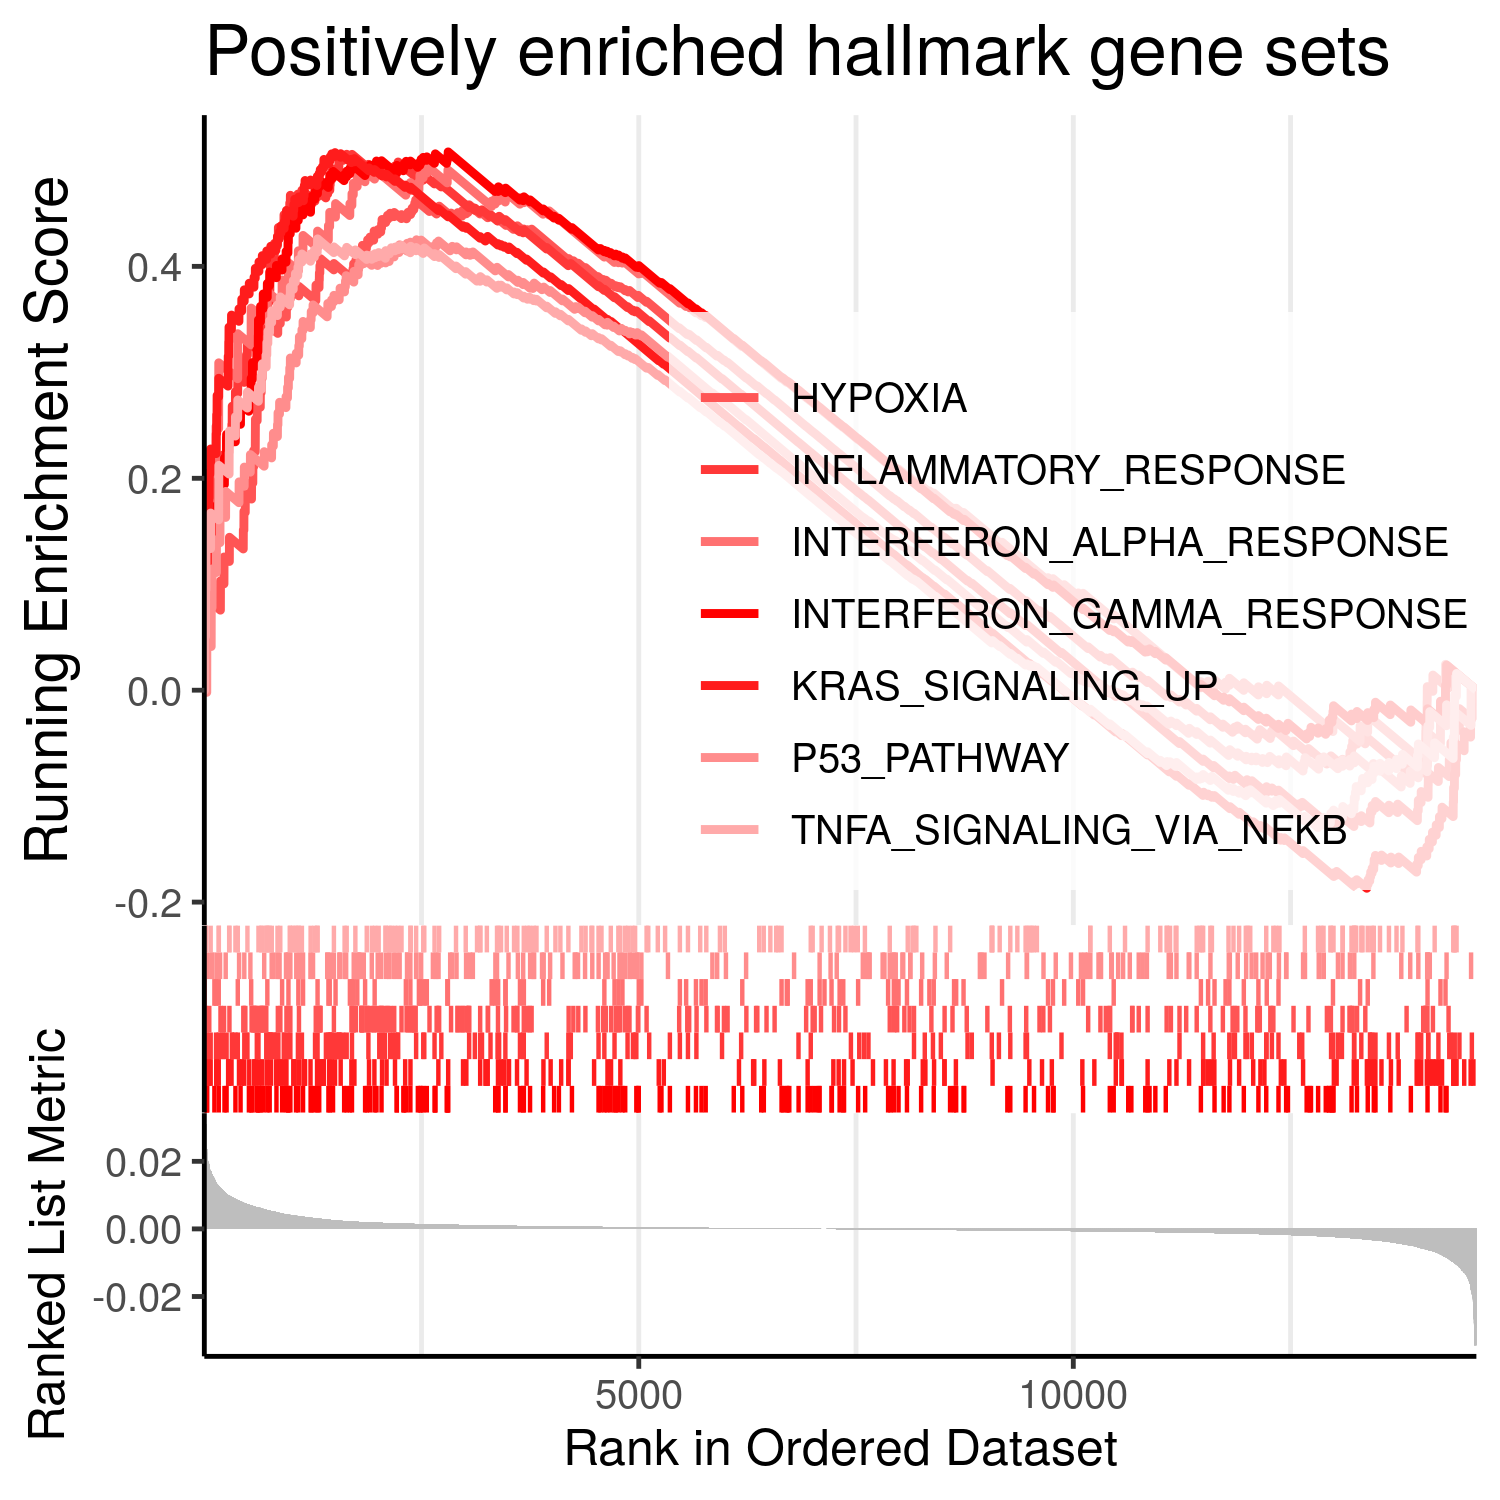 Positively enriched hallmark gene sets
Running Enrichment Score
0.4
0.2
0.0
-0.2
HYPOXIA
INFLAMMATORY_RESPONSE
INTERFERON_ALPHA_RESPONSE
INTERFERON_GAMMA_RESPONSE
KRAS_SIGNALING_UP
P53_PATHWAY
TNFA_SIGNALING_VIA_NFKB
Ranked List Metric
0.02
0.00
-0.02
5000
10000
Rank in Ordered Dataset